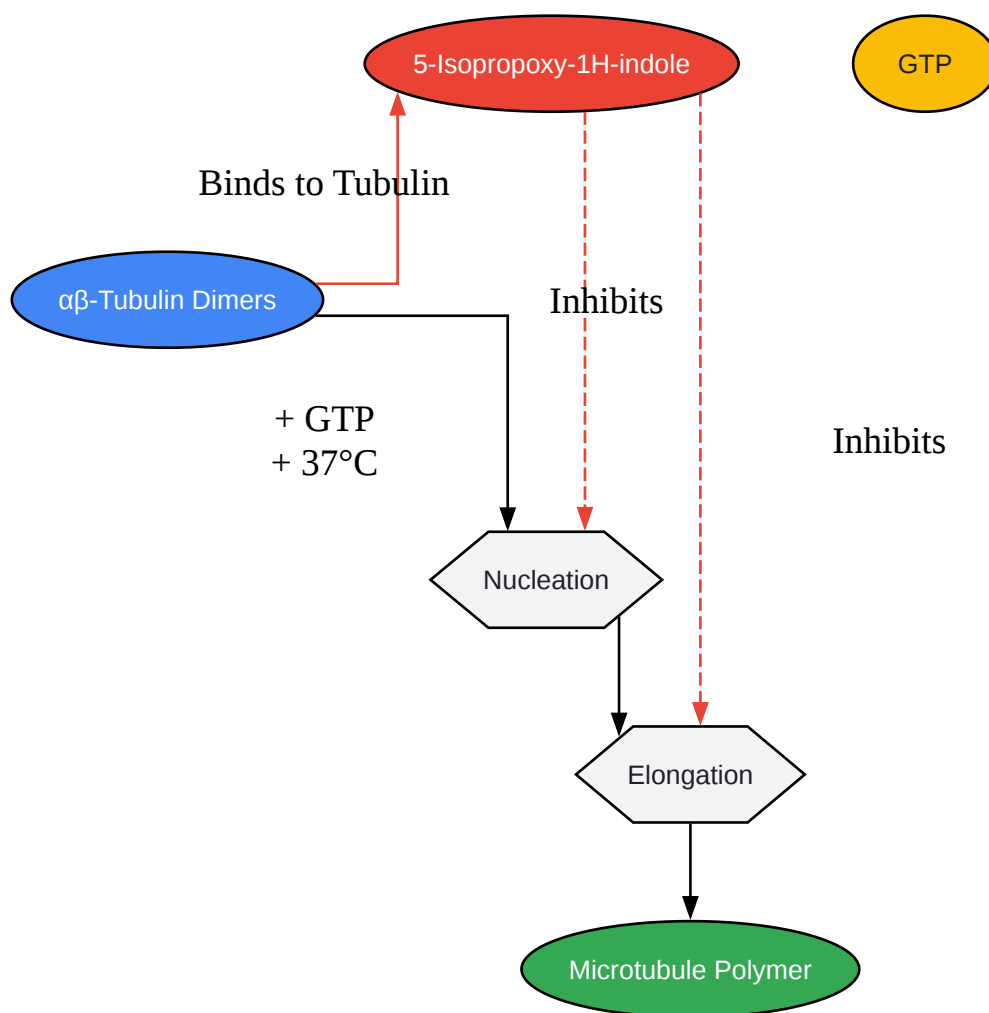 5-Isopropoxy-1H-indole
GTP
Binds to Tubulin
αβ-Tubulin Dimers
Inhibits
+ GTP
+ 37°C
Inhibits
Nucleation
Elongation
Microtubule Polymer